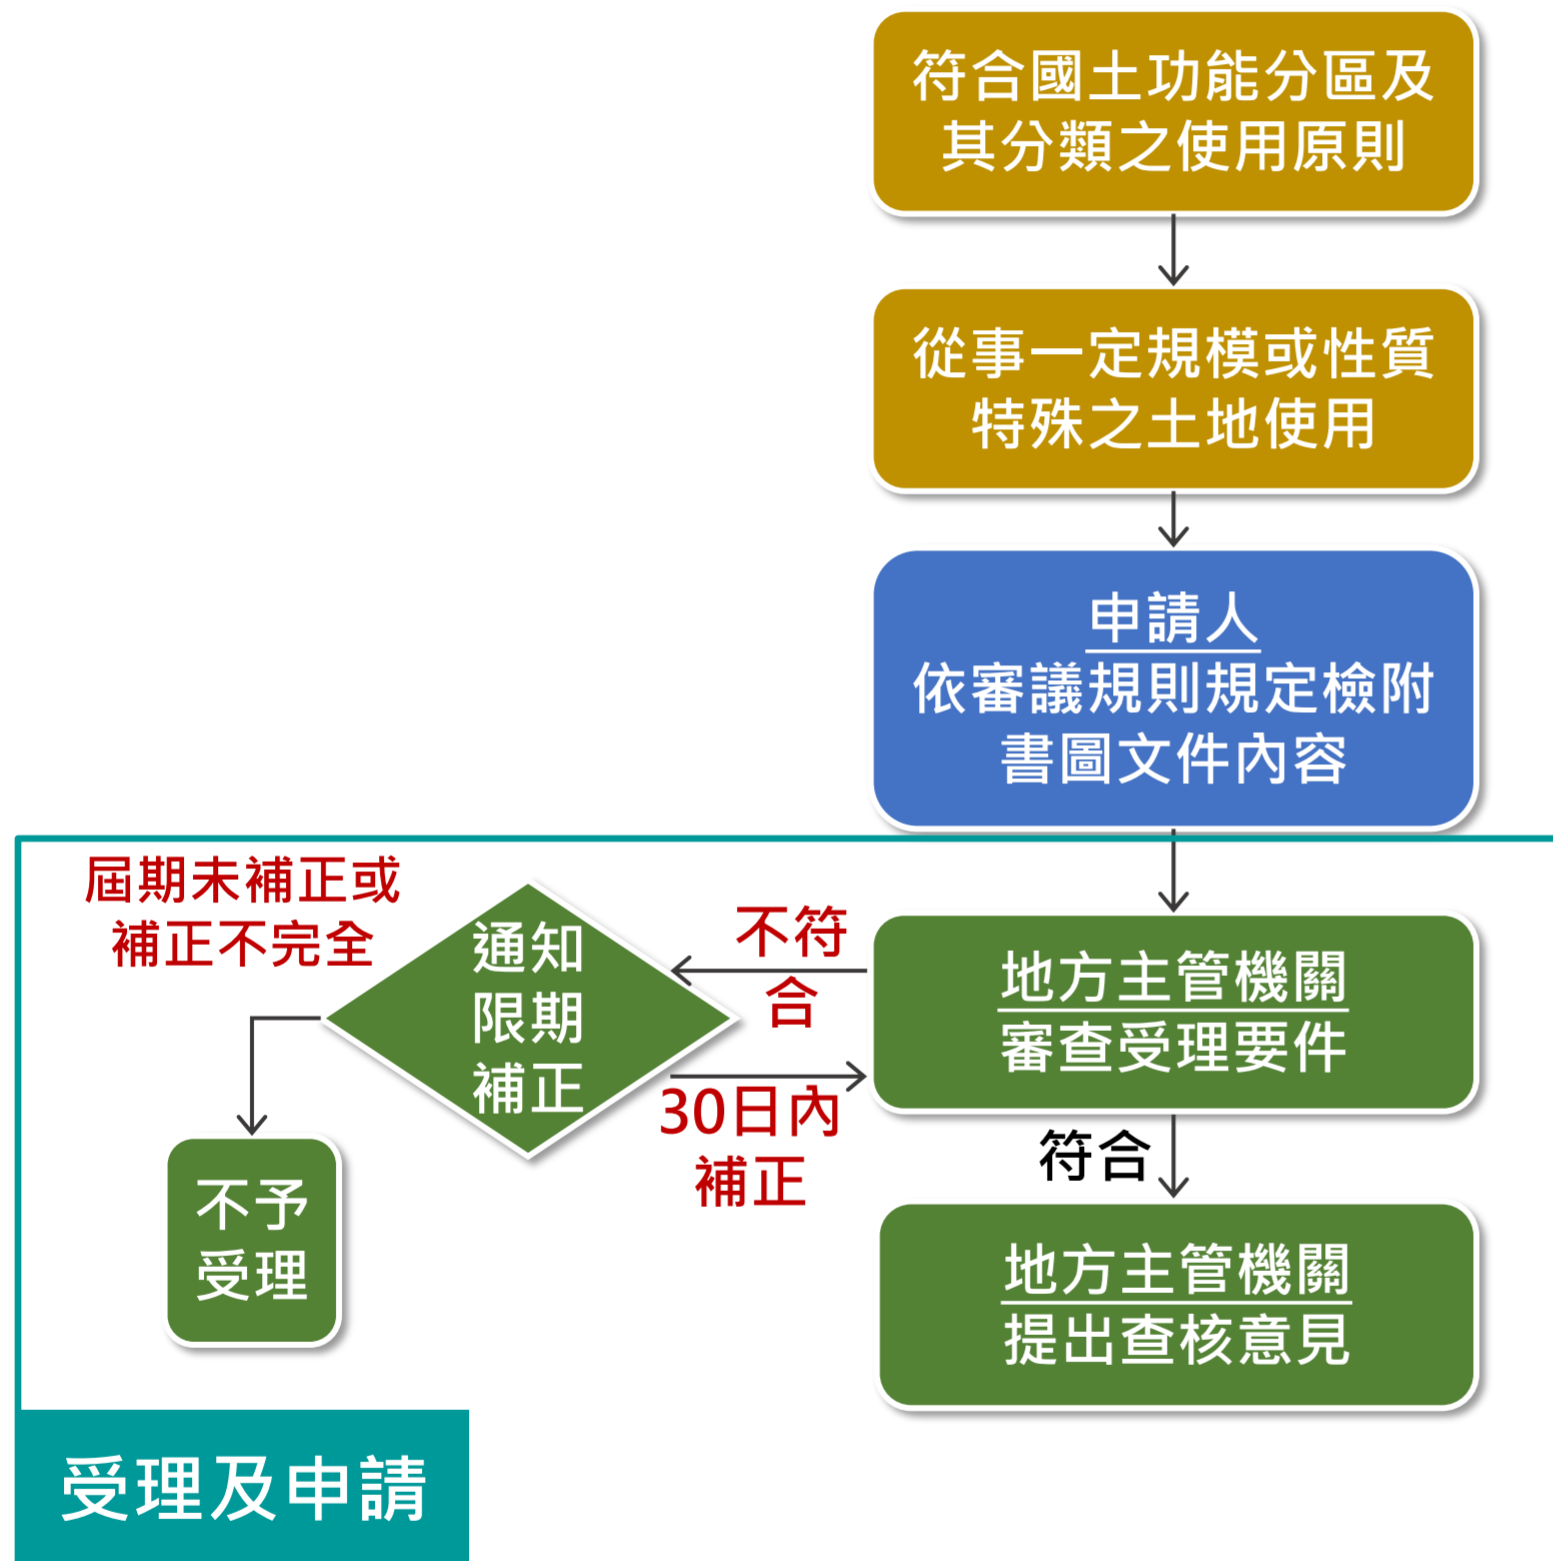 符合國土功能分區及
其分類之使用原則
從事一定規模或性質
特殊之土地使用
申請人
依審議規則規定檢附
書圖文件內容
屆期未補正或
補正不完全
通知
限期
補正
不符
合
30日內
補正
地方主管機關
審查受理要件
符合
不予
受理
地方主管機關
提出查核意見
受理及申請